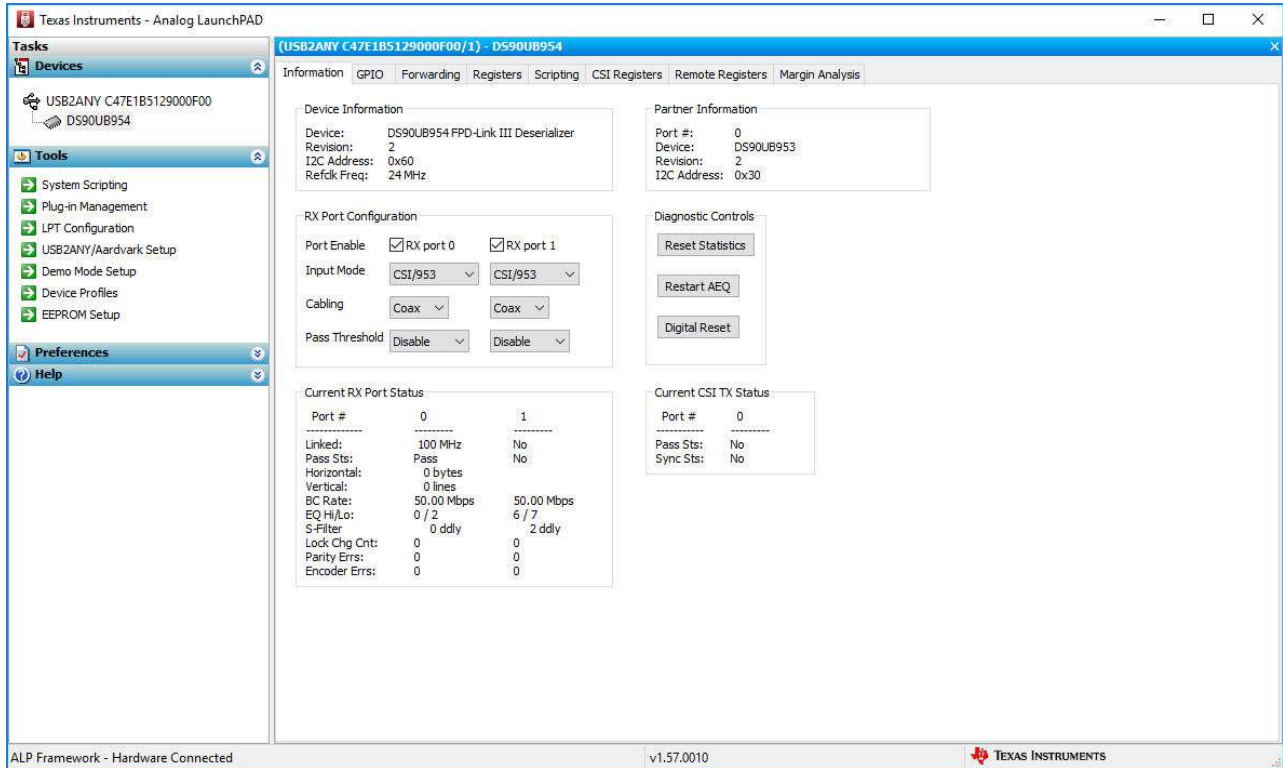 Texas Instruments - Analog LaunchPAD
Tasks
Devices
USB2ANY C47E1B5129000F00
DS90UB954
Tools
System Scripting
Plug-in Management
LPT Configuration
USB2ANY/Aardvark Setup
Demo Mode Setup
Device Profiles
EEPROM Setup
Preferences
Help
(USB2ANY C47E1B5129000F00/1) - DS90UB954
Information GPIO Forwarding Registers Scripting CSI Registers Remote Registers Margin Analysis
Device Information
Device: DS90UB954 FPD-Link III Deserializer
Revision: 2
I2C Address: 0x60
Refclk Freq: 24 MHz
Partner Information
Port #: 0
Device: DS90UB953
Revision: 2
I2C Address: 0x30
RX Port Configuration
Port Enable RX port 0 RX port 1
Input Mode CSI/953 CSI/953
Cabling Coax Coax
Pass Threshold Disable Disable
Diagnostic Controls
Reset Statistics
Restart AEQ
Digital Reset
Current RX Port Status
Port # 0 1
------------- --------- ---------
Linked: 100 MHz No
Pass Sts: Pass No
Horizontal: 0 bytes
Vertical: 0 lines
BC Rate: 50.00 Mbps 50.00 Mbps
EQ Hi/Lo: 0 / 2 6 / 7
S-Filter 0 ddly 2 ddly
Lock Chg Cnt: 0 0
Parity Errs: 0 0
Encoder Errs: 0 0
Current CSI TX Status
Port # 0
----------- ---------
Pass Sts: No
Sync Sts: No
ALP Framework - Hardware Connected
v1.57.0010
TEXAS INSTRUMENTS